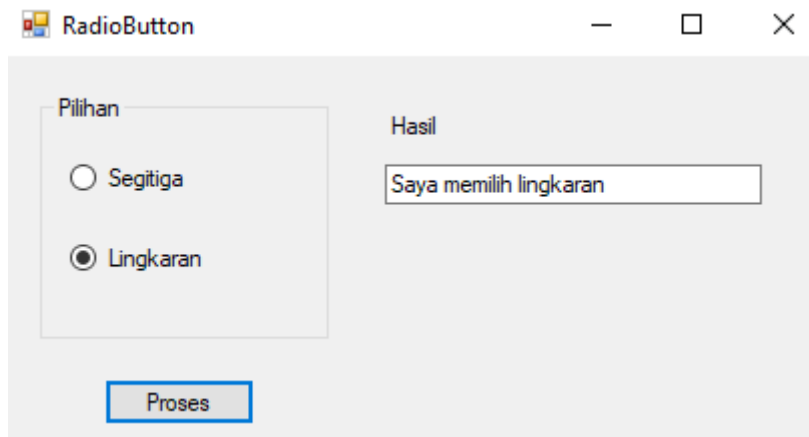 RadioButton
Pilihan
Segitiga
Lingkaran
Hasil
Saya memilih lingkaran
Proses